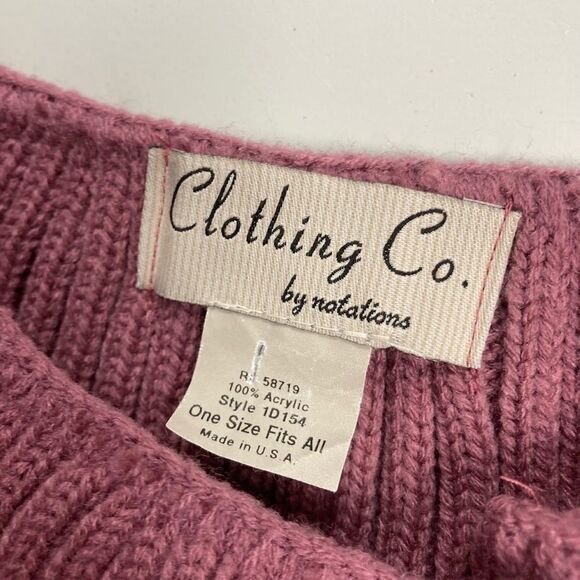 Clothing Co.
by notations
58719
100% Acrylic
Style 1D154
One Size Fits All
Made in U.S.A.